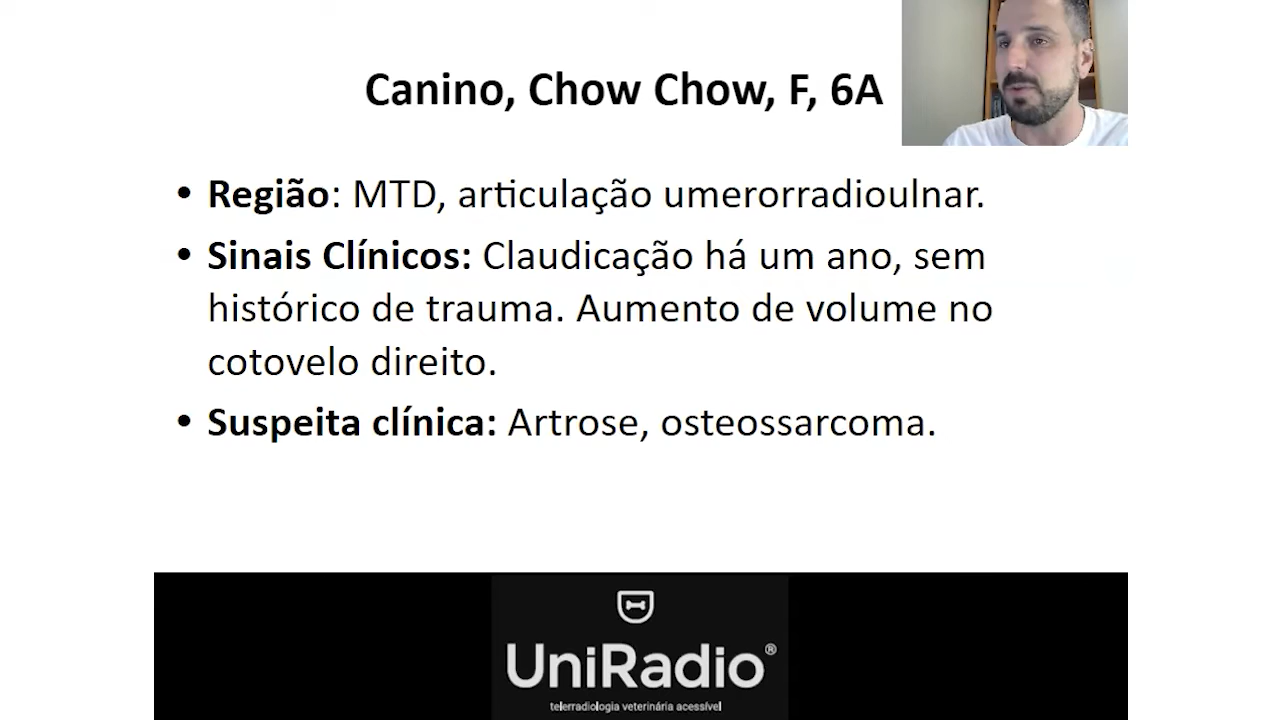 Canino, Chow Chow, F, 6A
• Região: MTD, articulação umerorradioulnar.
• Sinais Clínicos: Claudicação há um ano, sem
histórico de trauma. Aumento de volume no
cotovelo direito.
• Suspeita clínica: Artrose, osteossarcoma.
UniRadio®
telerradiologia veterinária acessível